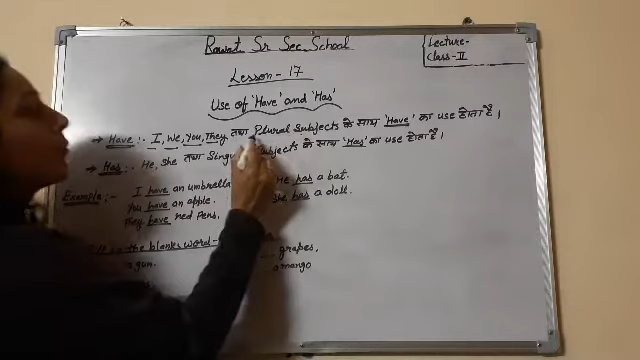 Rawat Sr Sec School
Lecture-
Class-II
Lesson - 17
Use of 'Have' and 'Has'
→ Have :- I, We, You, They तथा Plural Subjects के साथ 'Have' का use होता है।
→ Has :- He, She तथा Singu Subjects के साथ 'Has' का use होता है।
Example :- I have an umbrella He has a bat.
You have an apple. She has a doll.
They have red Pens.
in the blanks word-
a gun. grapes,
a mango